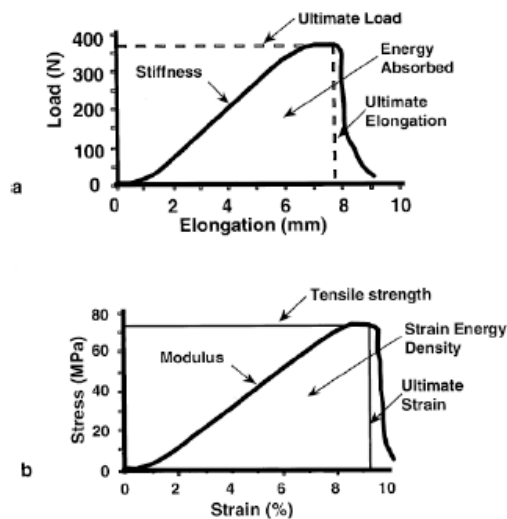 Ultimate Load
400
Energy
Absorbed
300
Stiffness
Load (N)
200
Ultimate
Elongation
100
0
a
0 2 4 6 8 10
Elongation (mm)
Tensile strength
80
Strain Energy
Density
60
Modulus
Stress (MPa)
40
Ultimate
Strain
20
b
0
0 2 4 6 8 10
Strain (%)